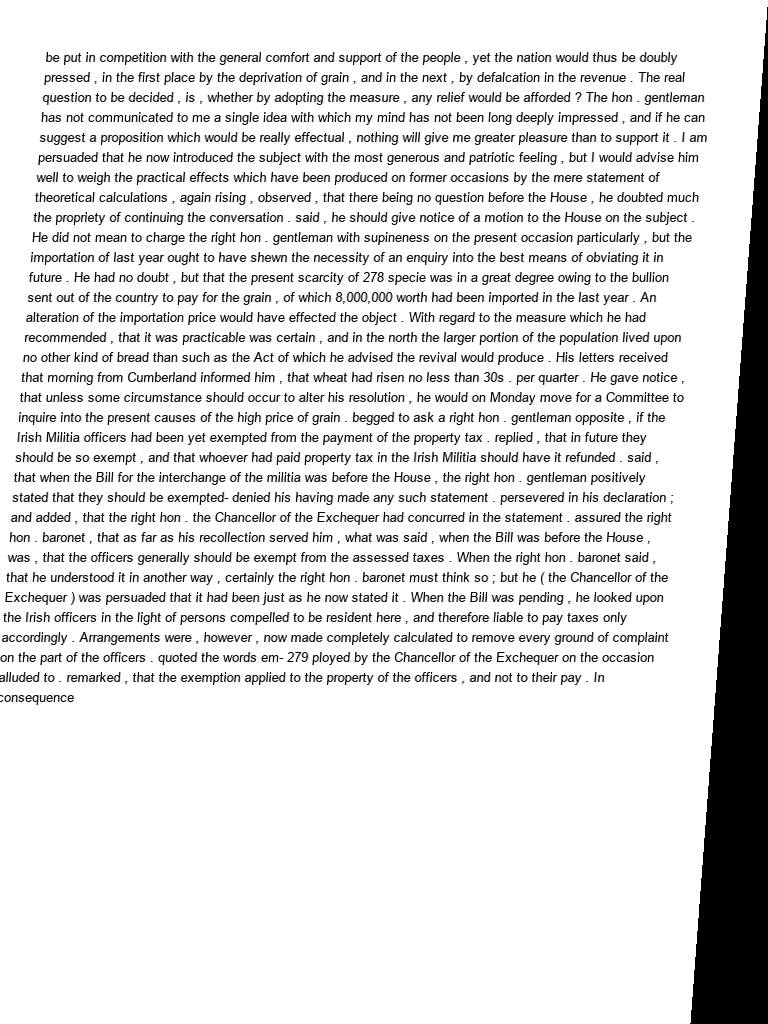 be put in competition with the general comfort and support of the people , yet the nation would thus be doubly
pressed , in the first place by the deprivation of grain , and in the next , by defalcation in the revenue . The real
question to be decided , is , whether by adopting the measure , any relief would be afforded ? The hon . gentleman
has not communicated to me a single idea with which my mind has not been long deeply impressed , and if he can
suggest a proposition which would be really effectual , nothing will give me greater pleasure than to support it . I am
persuaded that he now introduced the subject with the most generous and patriotic feeling , but I would advise him
well to weigh the practical effects which have been produced on former occasions by the mere statement of
theoretical calculations , again rising , observed , that there being no question before the House , he doubted much
the propriety of continuing the conversation . said , he should give notice of a motion to the House on the subject .
He did not mean to charge the right hon . gentleman with supineness on the present occasion particularly , but the
importation of last year ought to have shewn the necessity of an enquiry into the best means of obviating it in
future . He had no doubt , but that the present scarcity of 278 specie was in a great degree owing to the bullion
sent out of the country to pay for the grain , of which 8,000,000 worth had been imported in the last year . An
alteration of the importation price would have effected the object . With regard to the measure which he had
recommended , that it was practicable was certain , and in the north the larger portion of the population lived upon
no other kind of bread than such as the Act of which he advised the revival would produce . His letters received
that morning from Cumberland informed him , that wheat had risen no less than 30s . per quarter . He gave notice ,
that unless some circumstance should occur to alter his resolution , he would on Monday move for a Committee to
inquire into the present causes of the high price of grain . begged to ask a right hon . gentleman opposite , if the
Irish Militia officers had been yet exempted from the payment of the property tax . replied , that in future they
should be so exempt , and that whoever had paid property tax in the Irish Militia should have it refunded . said ,
that when the Bill for the interchange of the militia was before the House , the right hon . gentleman positively
stated that they should be exempted- denied his having made any such statement . persevered in his declaration ;
and added , that the right hon . the Chancellor of the Exchequer had concurred in the statement . assured the right
hon . baronet , that as far as his recollection served him , what was said , when the Bill was before the House ,
was , that the officers generally should be exempt from the assessed taxes . When the right hon . baronet said ,
that he understood it in another way , certainly the right hon . baronet must think so ; but he ( the Chancellor of the
Exchequer ) was persuaded that it had been just as he now stated it . When the Bill was pending , he looked upon
the Irish officers in the light of persons compelled to be resident here , and therefore liable to pay taxes only
accordingly . Arrangements were , however , now made completely calculated to remove every ground of complaint
on the part of the officers . quoted the words em- 279 ployed by the Chancellor of the Exchequer on the occasion
alluded to . remarked , that the exemption applied to the property of the officers , and not to their pay . In
consequence